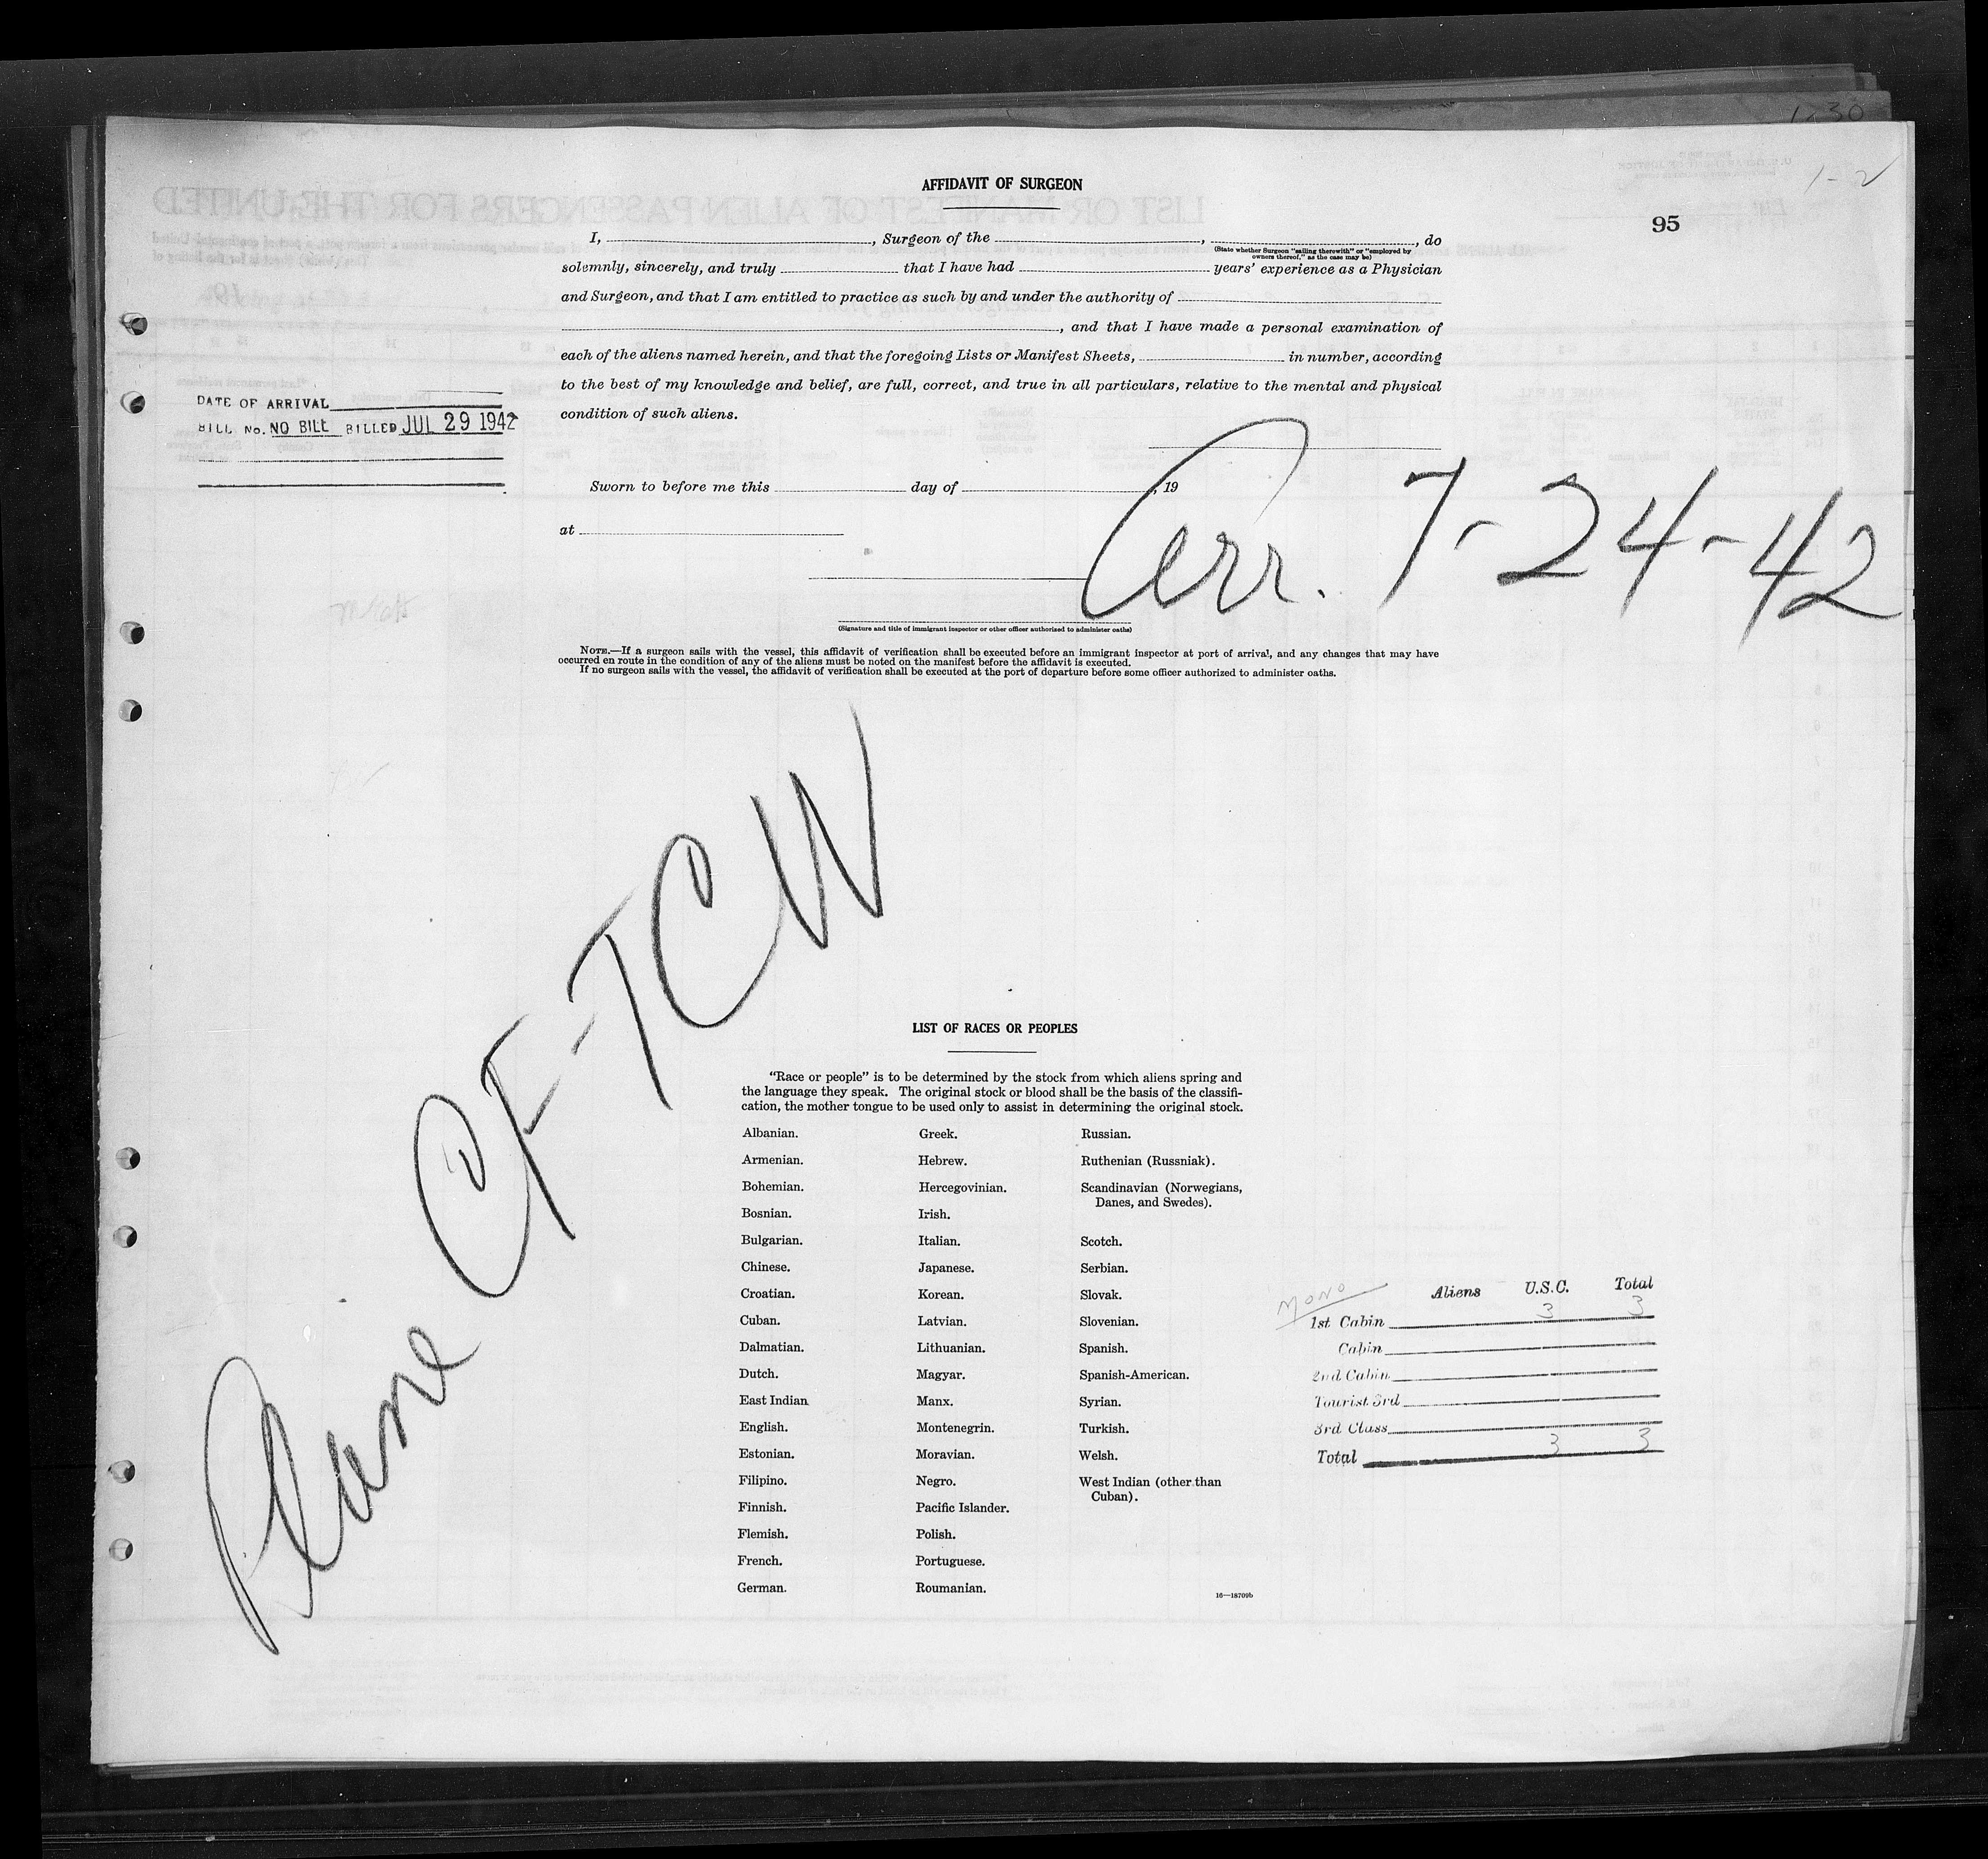 1-30
1-2
AFFIDAVIT OF SURGEON
95
I, , Surgeon of the , , do
(State whether Surgeon "sailing therewith" or "employed by
owners thereof," as the case may be)
solemnly, sincerely, and truly that I have had years' experience as a Physician
and Surgeon, and that I am entitled to practice as such by and under the authority of
, and that I have made a personal examination of
each of the aliens named herein, and that the foregoing Lists or Manifest Sheets, in number, according
to the best of my knowledge and belief, are full, correct, and true in all particulars, relative to the mental and physical
condition of such aliens.
DATE OF ARRIVAL
BILL No. NO BILL BILLED JUL 29 1942
Sworn to before me this day of , 19
at
Arr. 7-24-42
(Signature and title of immigrant inspector or other officer authorized to administer oaths)
NOTE.—If a surgeon sails with the vessel, this affidavit of verification shall be executed before an immigrant inspector at port of arrival, and any changes that may have
occurred en route in the condition of any of the aliens must be noted on the manifest before the affidavit is executed.
If no surgeon sails with the vessel, the affidavit of verification shall be executed at the port of departure before some officer authorized to administer oaths.
Plane CF-TCW
LIST OF RACES OR PEOPLES
"Race or people" is to be determined by the stock from which aliens spring and
the language they speak. The original stock or blood shall be the basis of the classifi-
cation, the mother tongue to be used only to assist in determining the original stock.
Albanian.
Armenian.
Bohemian.
Bosnian.
Bulgarian.
Chinese.
Croatian.
Cuban.
Dalmatian.
Dutch.
East Indian
English.
Estonian.
Filipino.
Finnish.
Flemish.
French.
German.
Greek.
Hebrew.
Hercegovinian.
Irish.
Italian.
Japanese.
Korean.
Latvian.
Lithuanian.
Magyar.
Manx.
Montenegrin.
Moravian.
Negro.
Pacific Islander.
Polish.
Portuguese.
Roumanian.
Russian.
Ruthenian (Russniak).
Scandinavian (Norwegians,
Danes, and Swedes).
Scotch.
Serbian.
Slovak.
Slovenian.
Spanish.
Spanish-American.
Syrian.
Turkish.
Welsh.
West Indian (other than
Cuban).
16—18709b
MONO
Aliens U.S.C. Total
1st Cabin 3 3
Cabin
2nd Cabin
Tourist 3rd
3rd Class
Total 3 3